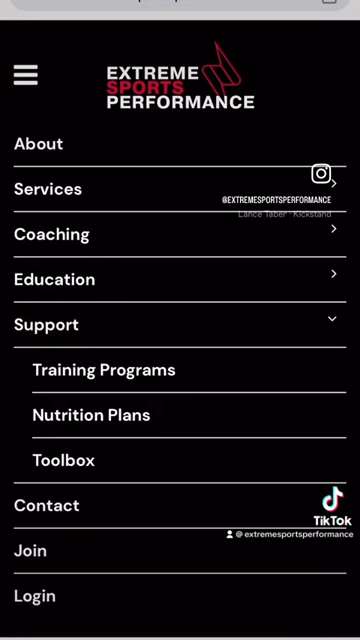 EXTREME
SPORTS
PERFORMANCE
About
Services
@EXTREMESPORTSPERFORMANCE
Lance Taber · Kickstand
Coaching
Education
Support
Training Programs
Nutrition Plans
Toolbox
Contact
TikTok
@extremesportsperformance
Join
Login